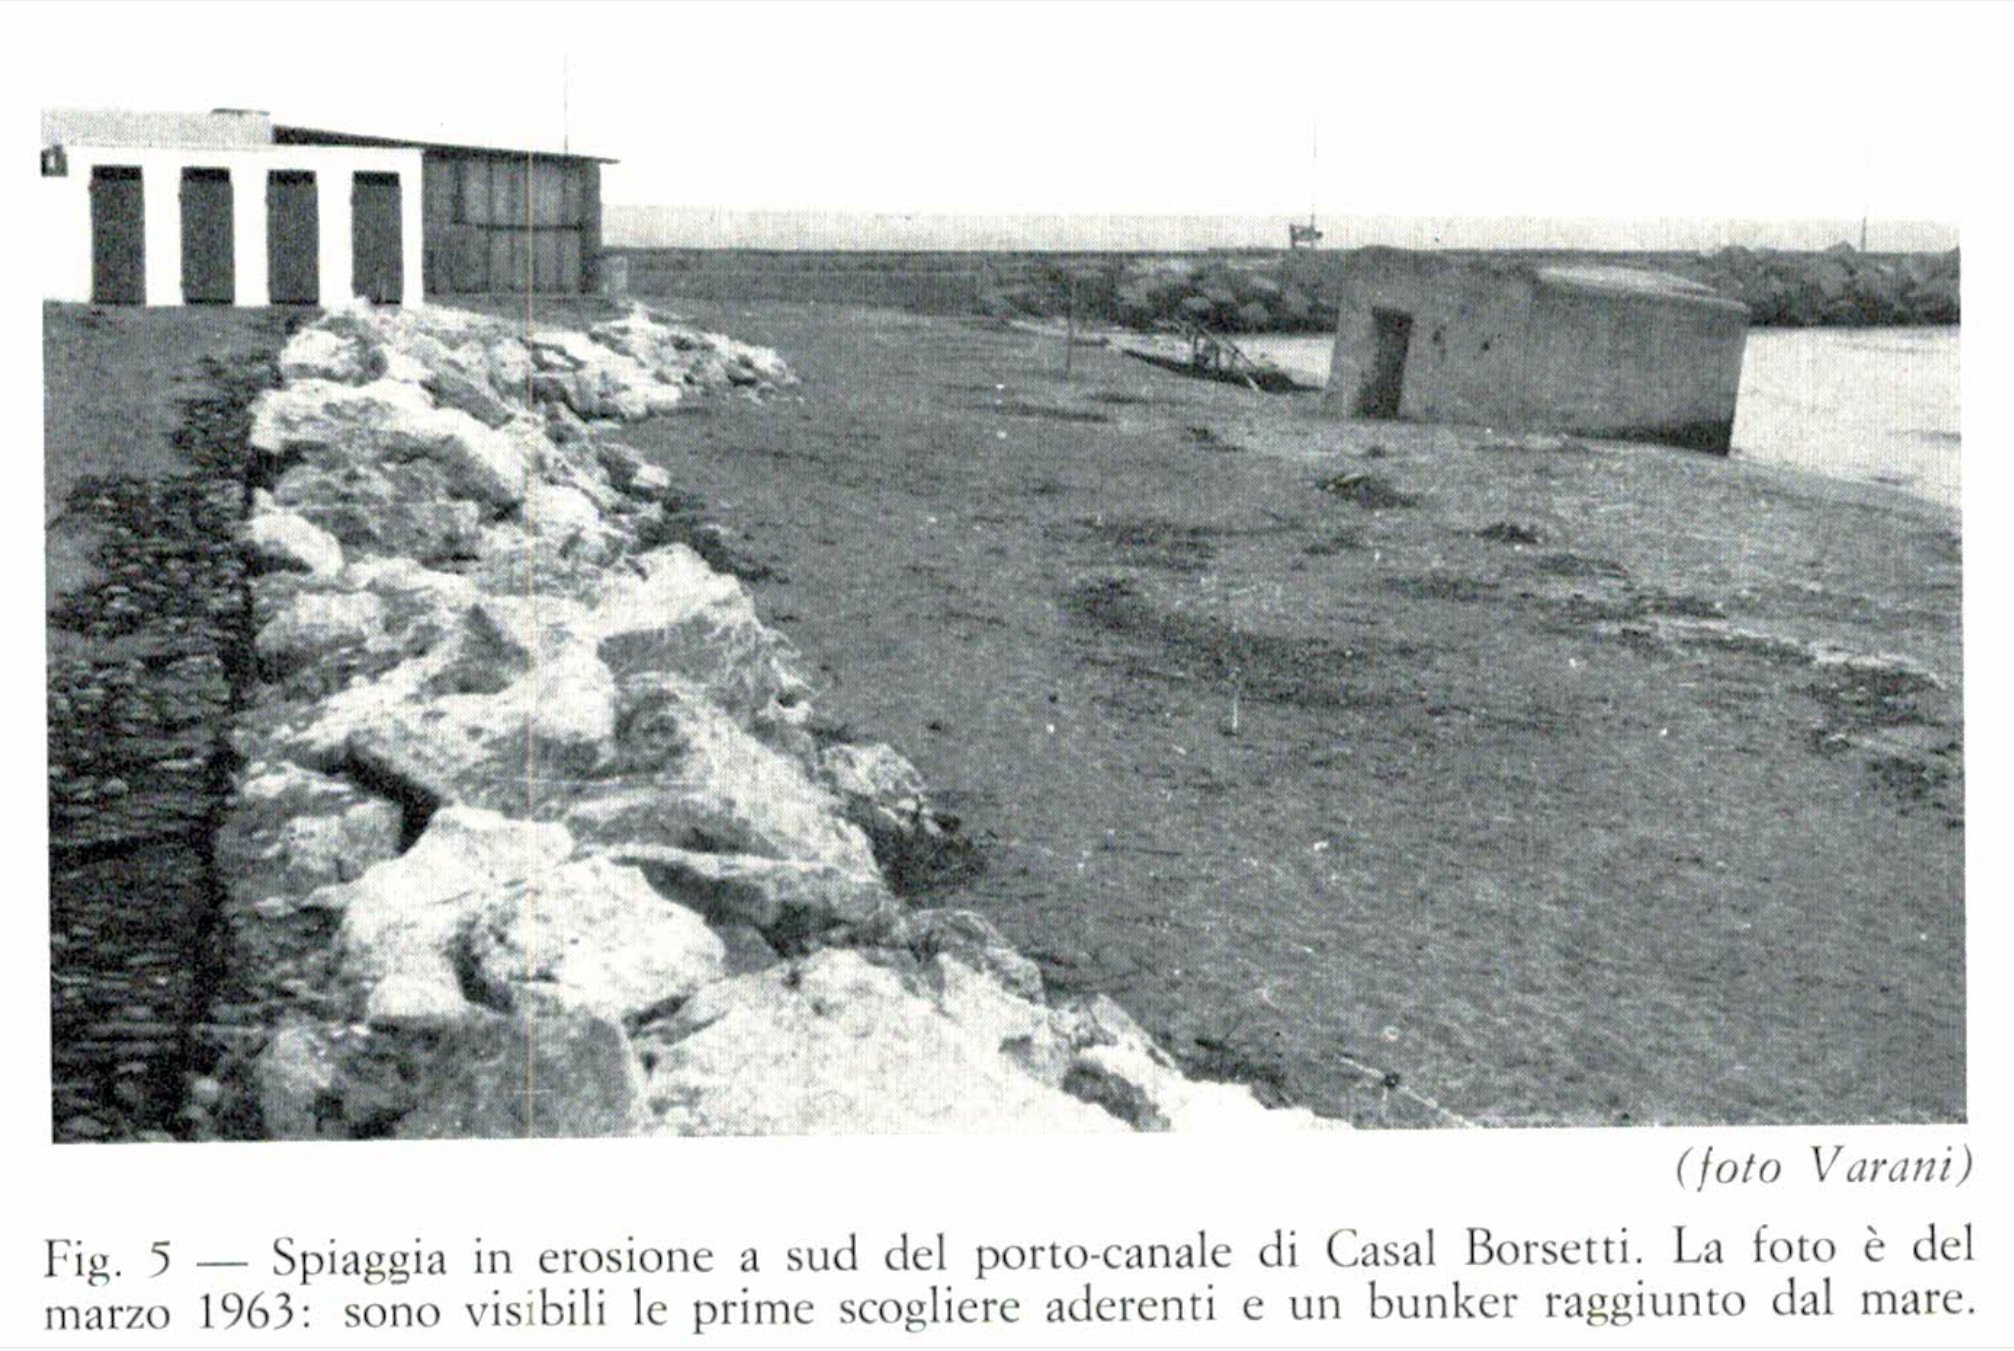 (foto Varani)
Fig. 5 — Spiaggia in erosione a sud del porto-canale di Casal Borsetti. La foto è del
marzo 1963: sono visibili le prime scogliere aderenti e un bunker raggiunto dal mare.